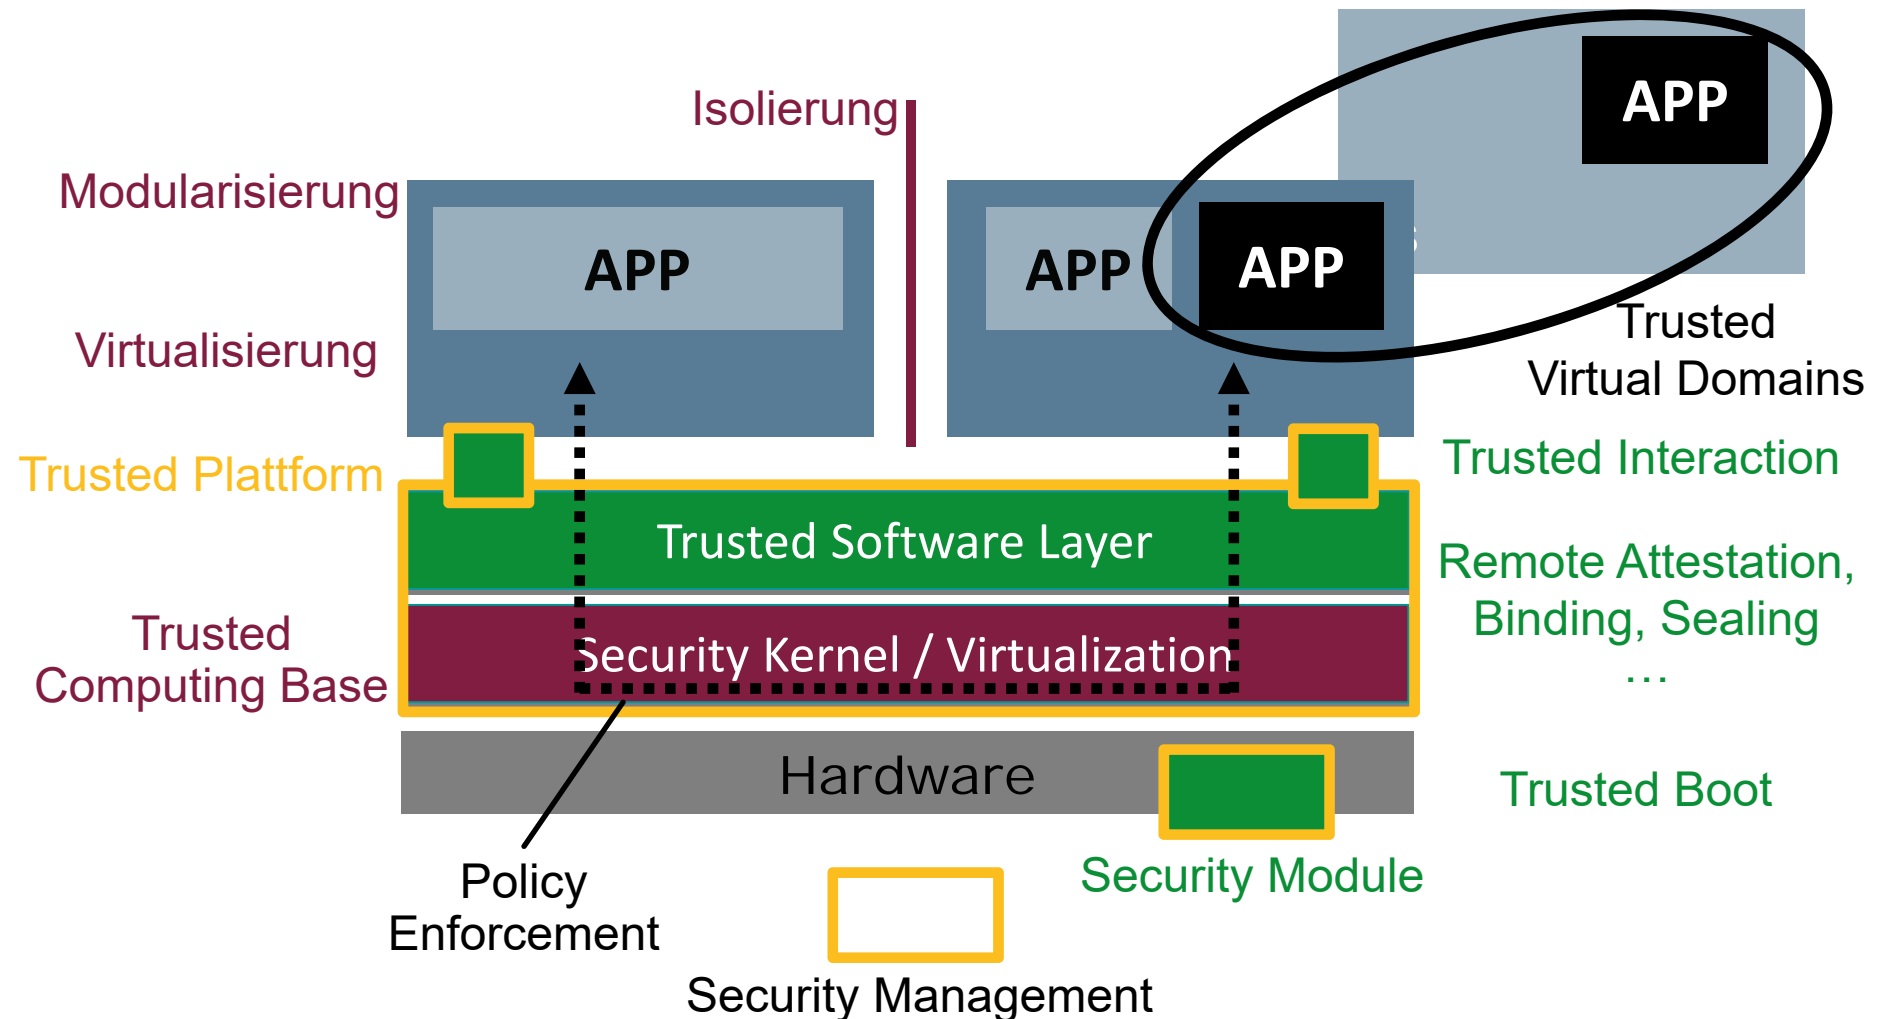 APP
Isolierung
Modularisierung
APP
APP
APP
Virtualisierung
Trusted
Virtual Domains
Trusted Plattform
Trusted Interaction
Trusted Software Layer
Remote Attestation,
Binding, Sealing
…
Trusted
Computing Base
Security Kernel / Virtualization
Hardware
Trusted Boot
Policy
Enforcement
Security Module
Security Management